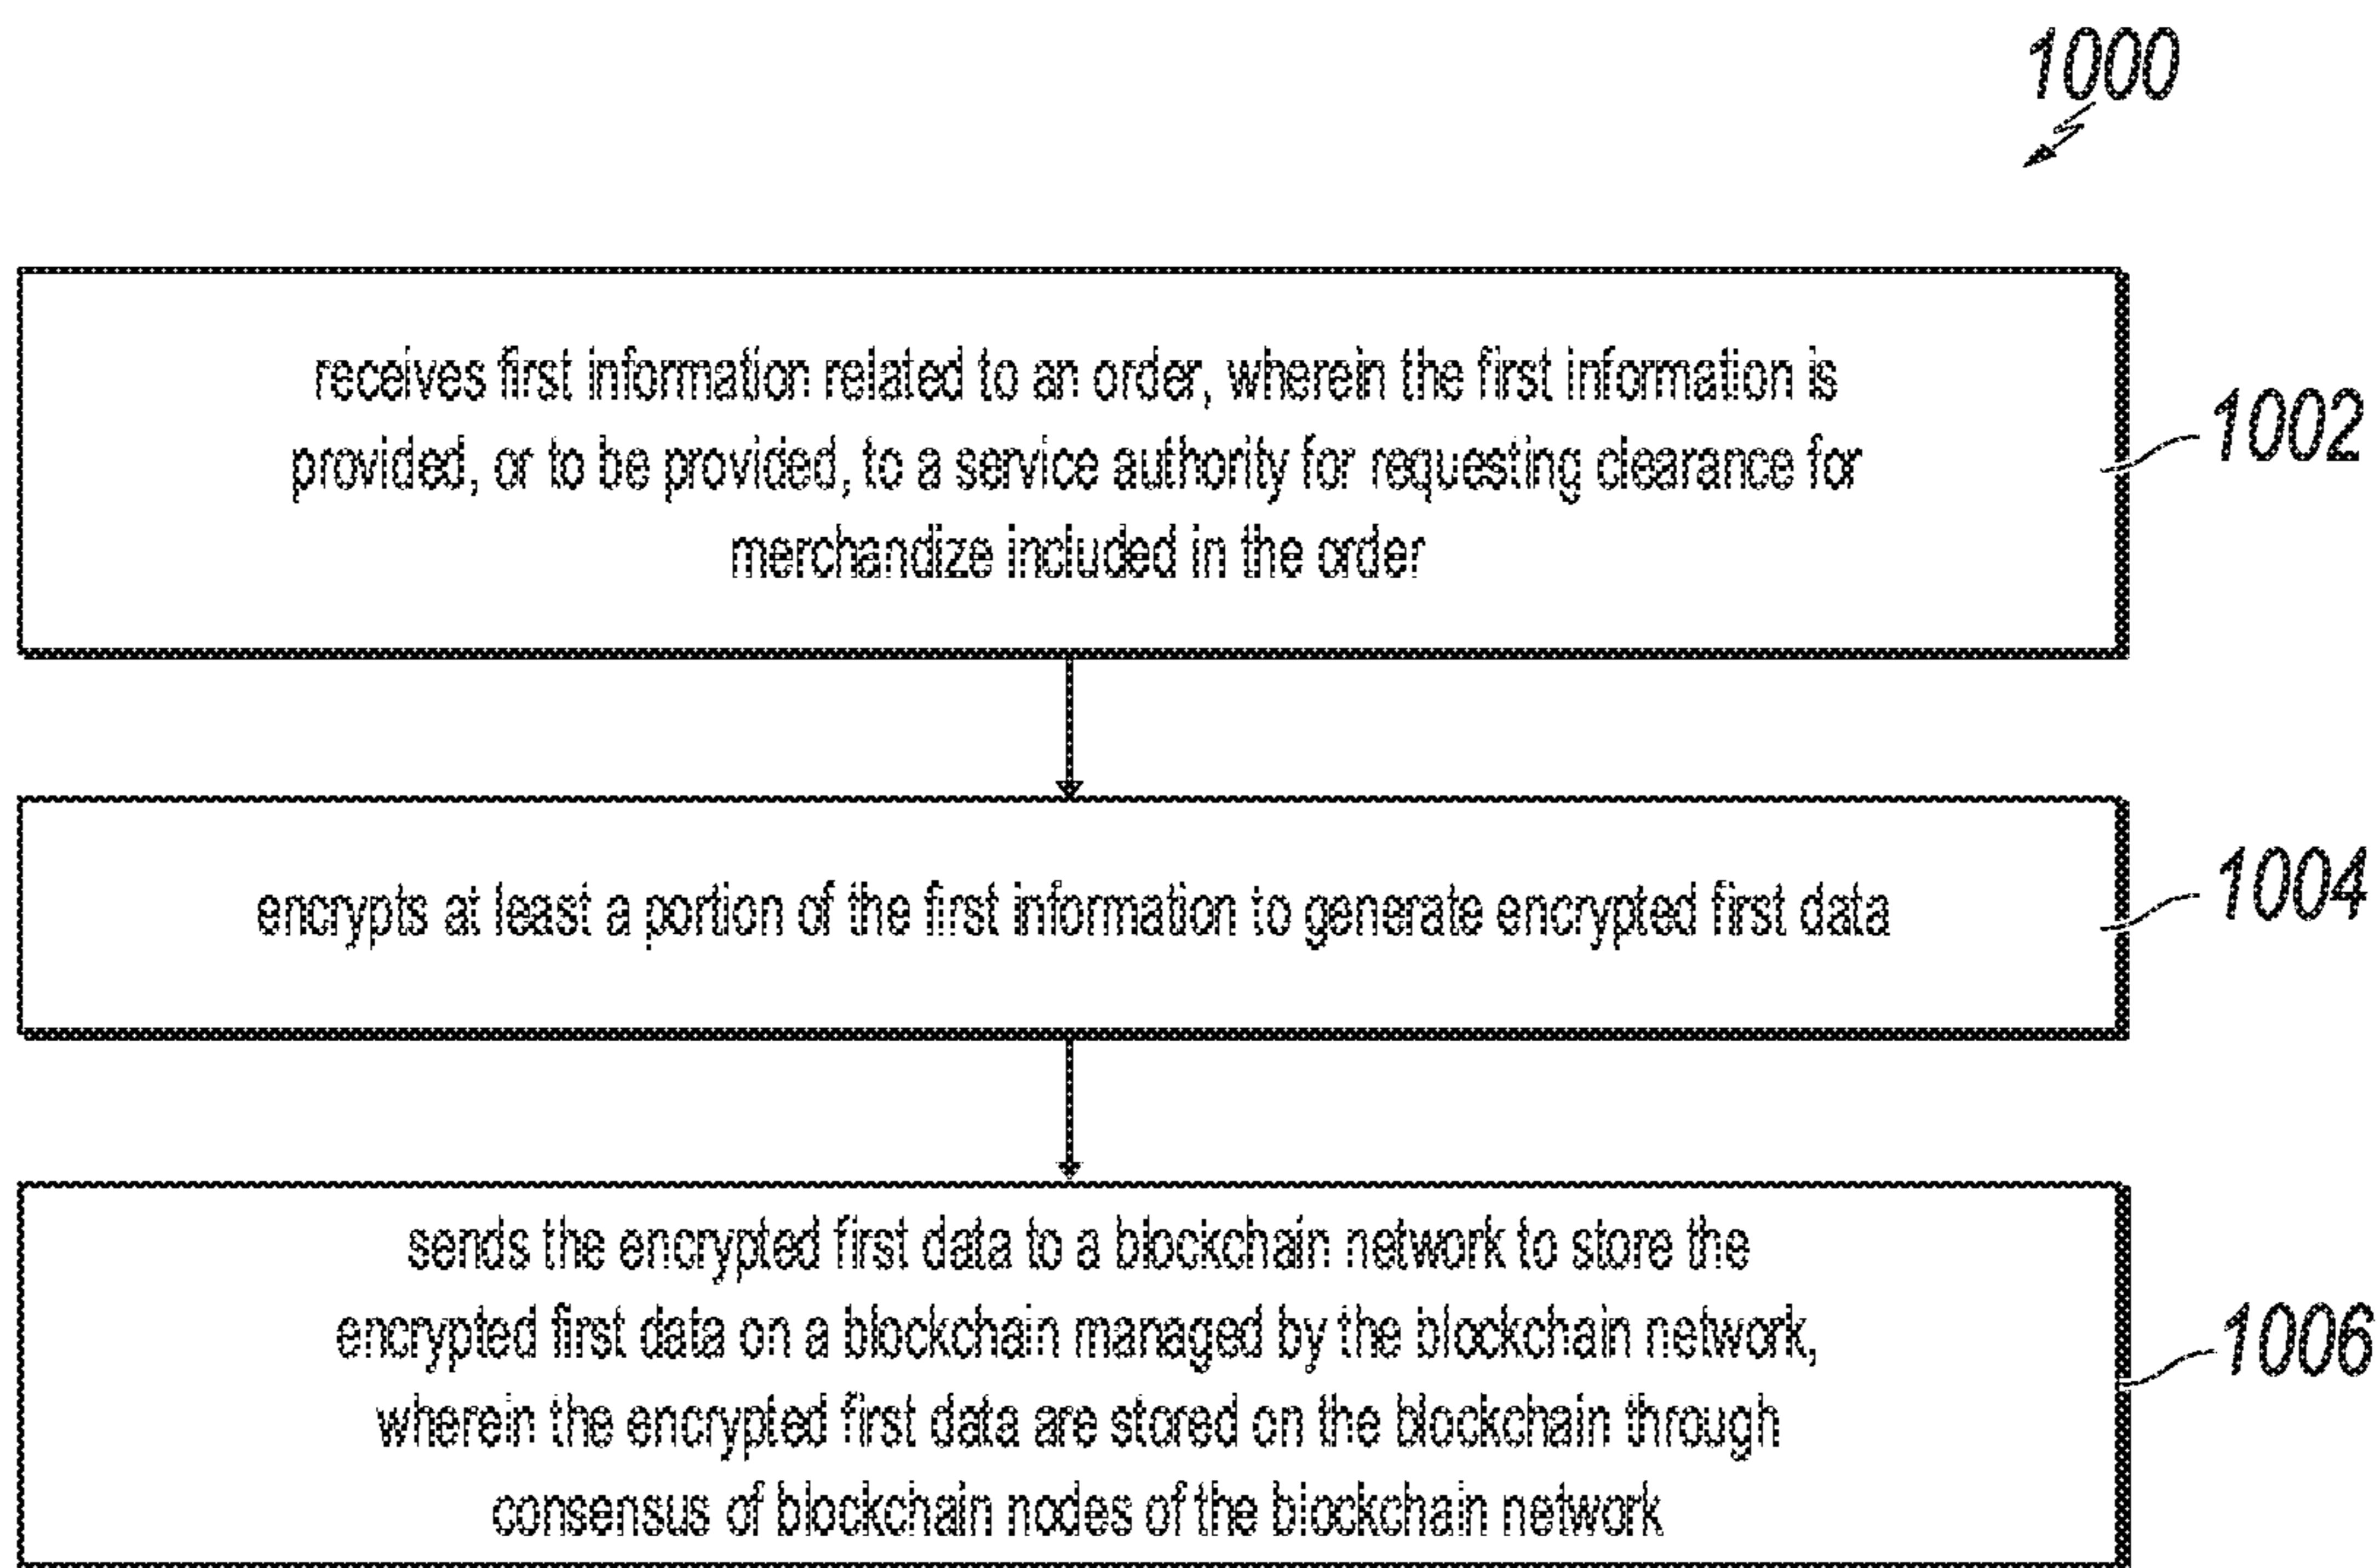 1000
receives first information related to an order, wherein the first information is
provided, or to be provided, to a service authority for requesting clearance for
merchandize included in the order
1002
encrypts at least a portion of the first information to generate encrypted first data
1004
sends the encrypted first data to a blockchain network to store the
encrypted first data on a blockchain managed by the blockchain network,
wherein the encrypted first data are stored on the blockchain through
consensus of blockchain nodes of the blockchain network
1006